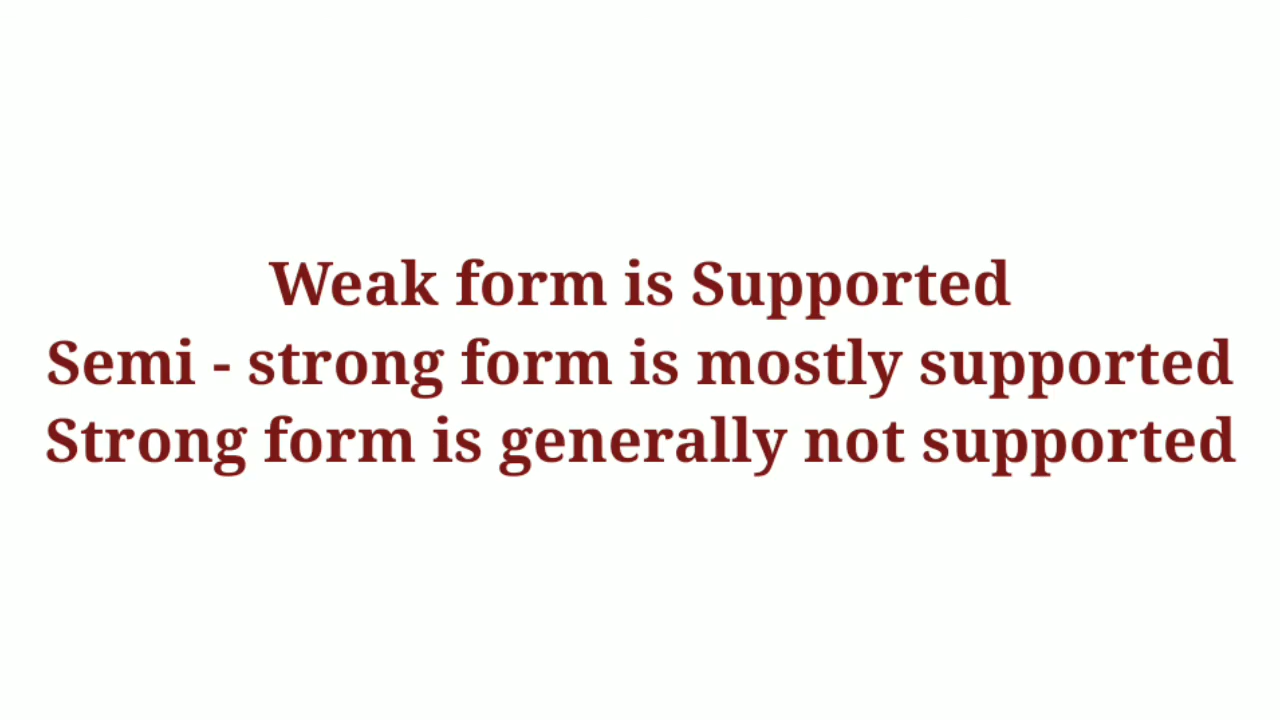 Weak form is Supported
Semi - strong form is mostly supported
Strong form is generally not supported